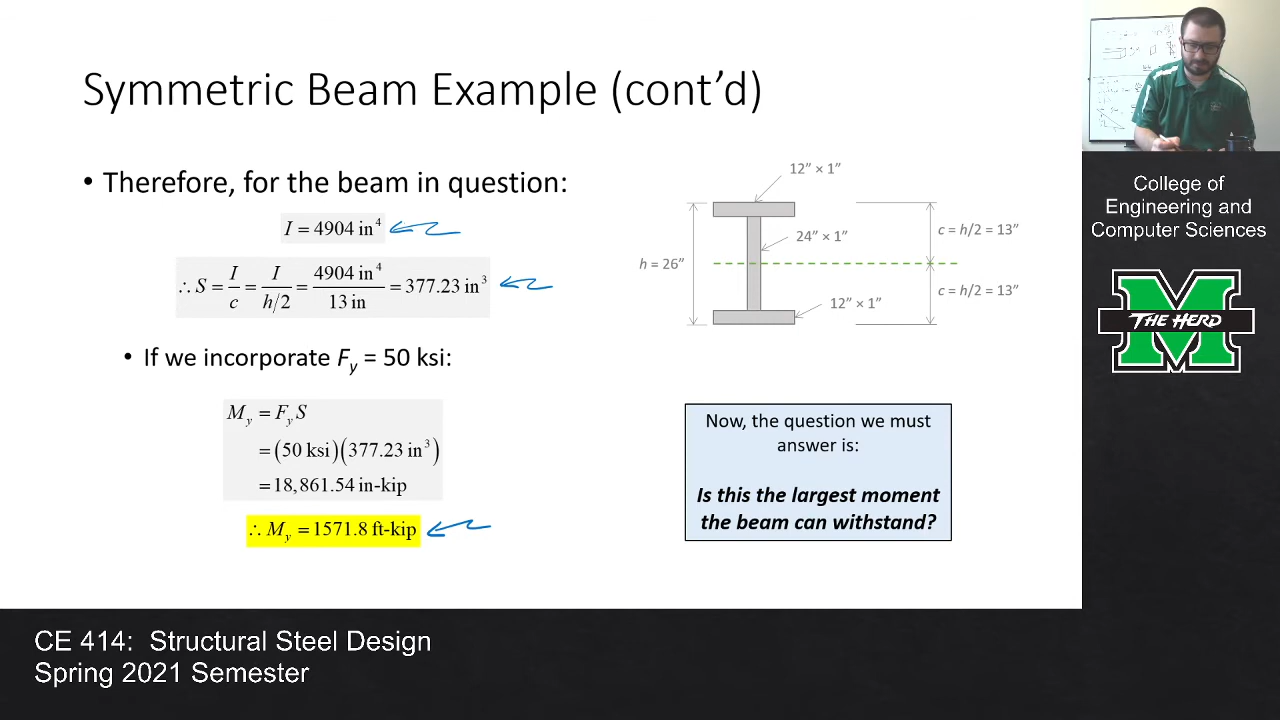 Symmetric Beam Example (cont’d)
• Therefore, for the beam in question:
I = 4904 in⁴
∴ S = I/c = I/(h/2) = 4904 in⁴/13 in = 377.23 in³
• If we incorporate Fy = 50 ksi:
My = FyS
= (50 ksi)(377.23 in³)
= 18,861.54 in-kip
∴ My = 1571.8 ft-kip
12” × 1”
24” × 1”
c = h/2 = 13”
h = 26”
c = h/2 = 13”
12” × 1”
Now, the question we must
answer is:
Is this the largest moment
the beam can withstand?
College of
Engineering and
Computer Sciences
THE HERD
CE 414: Structural Steel Design
Spring 2021 Semester